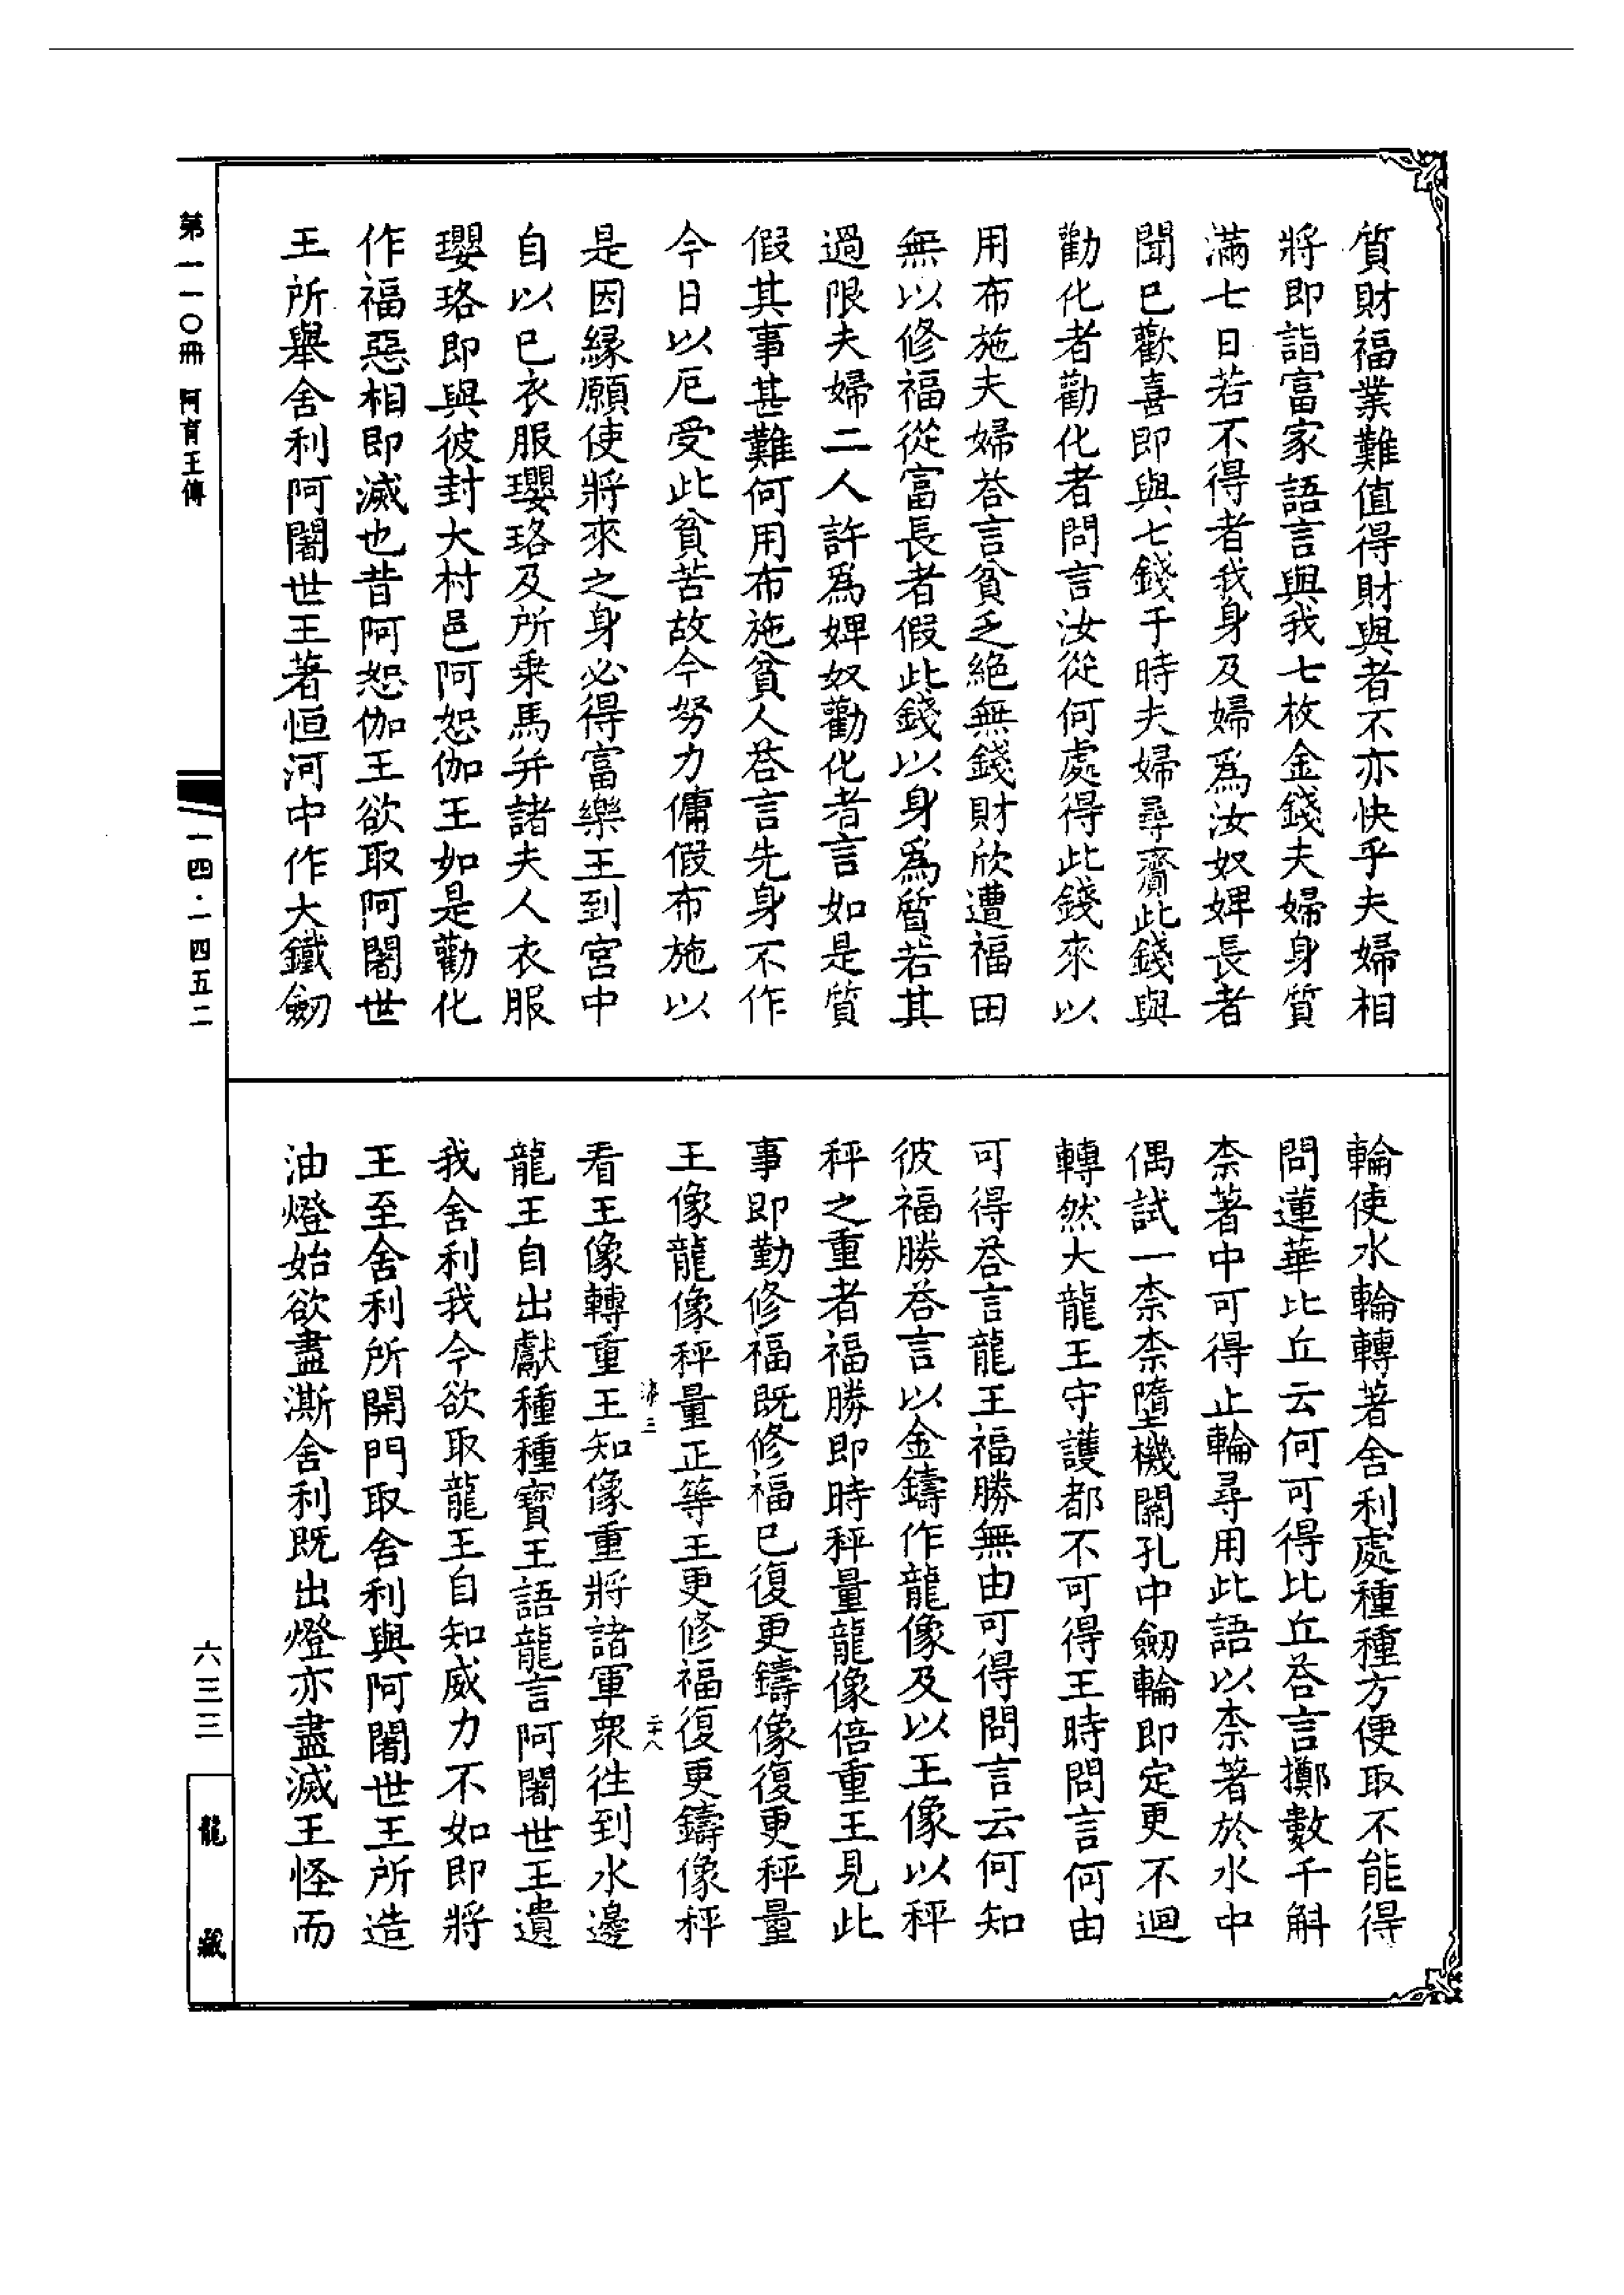 質財福業難值得財與者不亦快乎夫婦相
將即詣富家語言與我七枚金錢夫婦身質
滿七日若不得者我身及婦爲汝奴婢長者
聞已歡喜即與七錢于時夫婦尋齎此錢與
勸化者勸化者問言汝從何處得此錢來以
用布施夫婦荅言貧乏絕無錢財欣遭福田
無以修福從富長者假此錢以身爲質若其
過限夫婦二人許爲婢奴勸化者言如是質
假其事甚難何用布施貧人荅言先身不作
今日以厄受此貧苦故今努力傭假布施以
是因緣願使將來之身必得富樂王到宮中
自以已衣服瓔珞及所乘馬并諸夫人衣服
瓔珞即與彼封大村邑阿恕伽王如是勸化
作福惡相即滅也昔阿恕伽王欲取阿闍世
王所舉舍利阿闍世王著恒河中作大鐵劒
輪使水輪轉著舍利處種種方便取不能得
問蓮華比丘云何可得比丘荅言擲數千斛
柰著中可得止輪尋用此語以柰著於水中
偶試一柰柰墮機關孔中劒輪即定更不迴
轉然大龍王守護都不可得王時問言何由
可得荅言龍王福勝無由可得問言云何知
彼福勝荅言以金鑄作龍像及以王像以秤
秤之重者福勝即時秤量龍像倍重王見此
事即勤修福既修福已復更鑄像復更秤量
王像龍像秤量正等王更修福復更鑄像秤
沛三
二十八
看王像轉重王知像重將諸軍衆徃到水邊
龍王自出獻種種寶王語龍言阿闍世王遺
我舍利我今欲取龍王自知威力不如即將
王至舍利所開門取舍利與阿闍世王所造
油燈始欲盡澌舍利既出燈亦盡滅王怪而
第一一〇冊 阿育王傳
一四·一四五二
六三三
龍藏